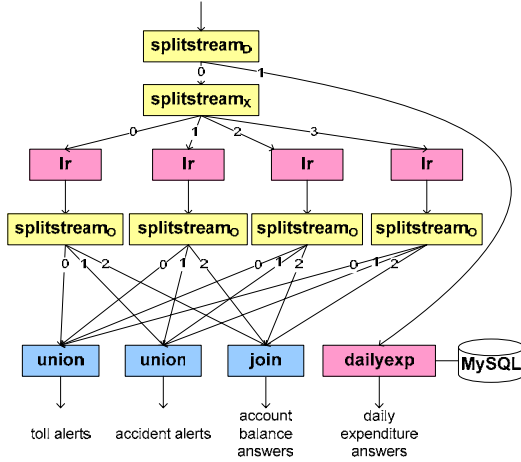 splitstreamD
0 1
splitstreamX
0 1 2 3
lr lr lr lr
splitstreamO splitstreamO splitstreamO splitstreamO
0 1 2 0 1 2 0 1 2 0 1 2
union union join dailyexp MySQL
toll alerts accident alerts account daily
balance expenditure
answers answers